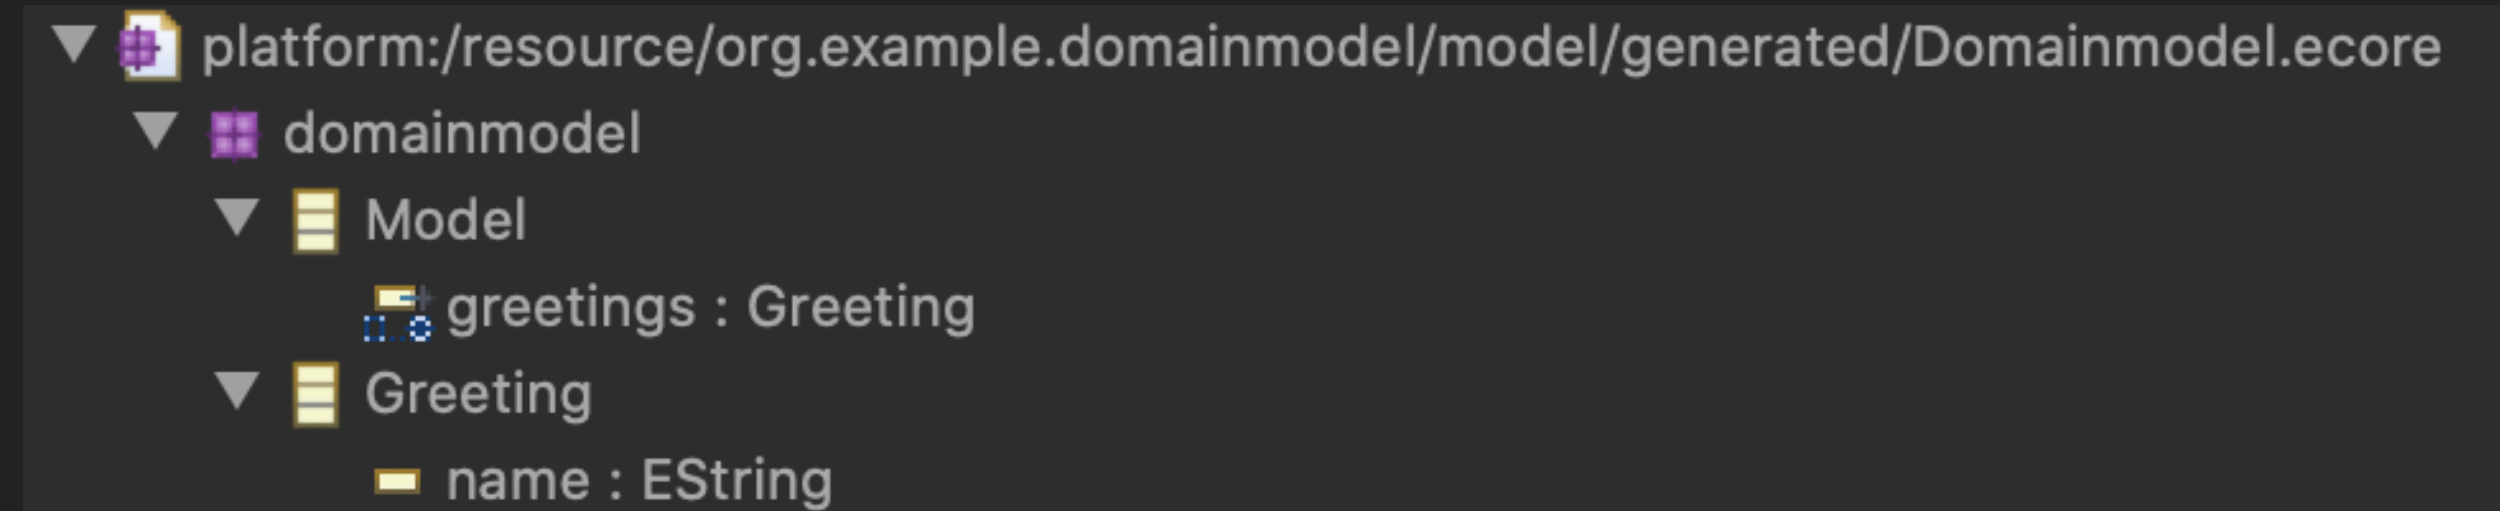 platform:/resource/org.example.domainmodel/model/generated/Domainmodel.ecore
domainmodel
Model
greetings : Greeting
Greeting
name : EString